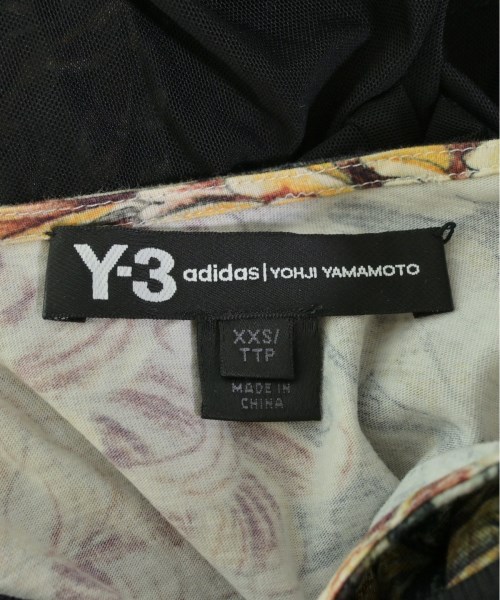 Y-3 adidas | YOHJI YAMAMOTO
XXS/
TTP
MADE IN
CHINA